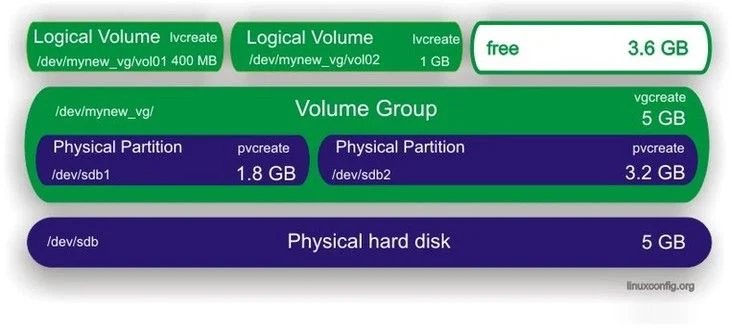 Logical Volume lvcreate
/dev/mynew_vg/vol01 400 MB
Logical Volume lvcreate
/dev/mynew_vg/vol02 1 GB
free 3.6 GB
/dev/mynew_vg/ Volume Group vgcreate
5 GB
Physical Partition pvcreate
/dev/sdb1 1.8 GB
Physical Partition pvcreate
/dev/sdb2 3.2 GB
/dev/sdb Physical hard disk 5 GB
linuxconfig.org